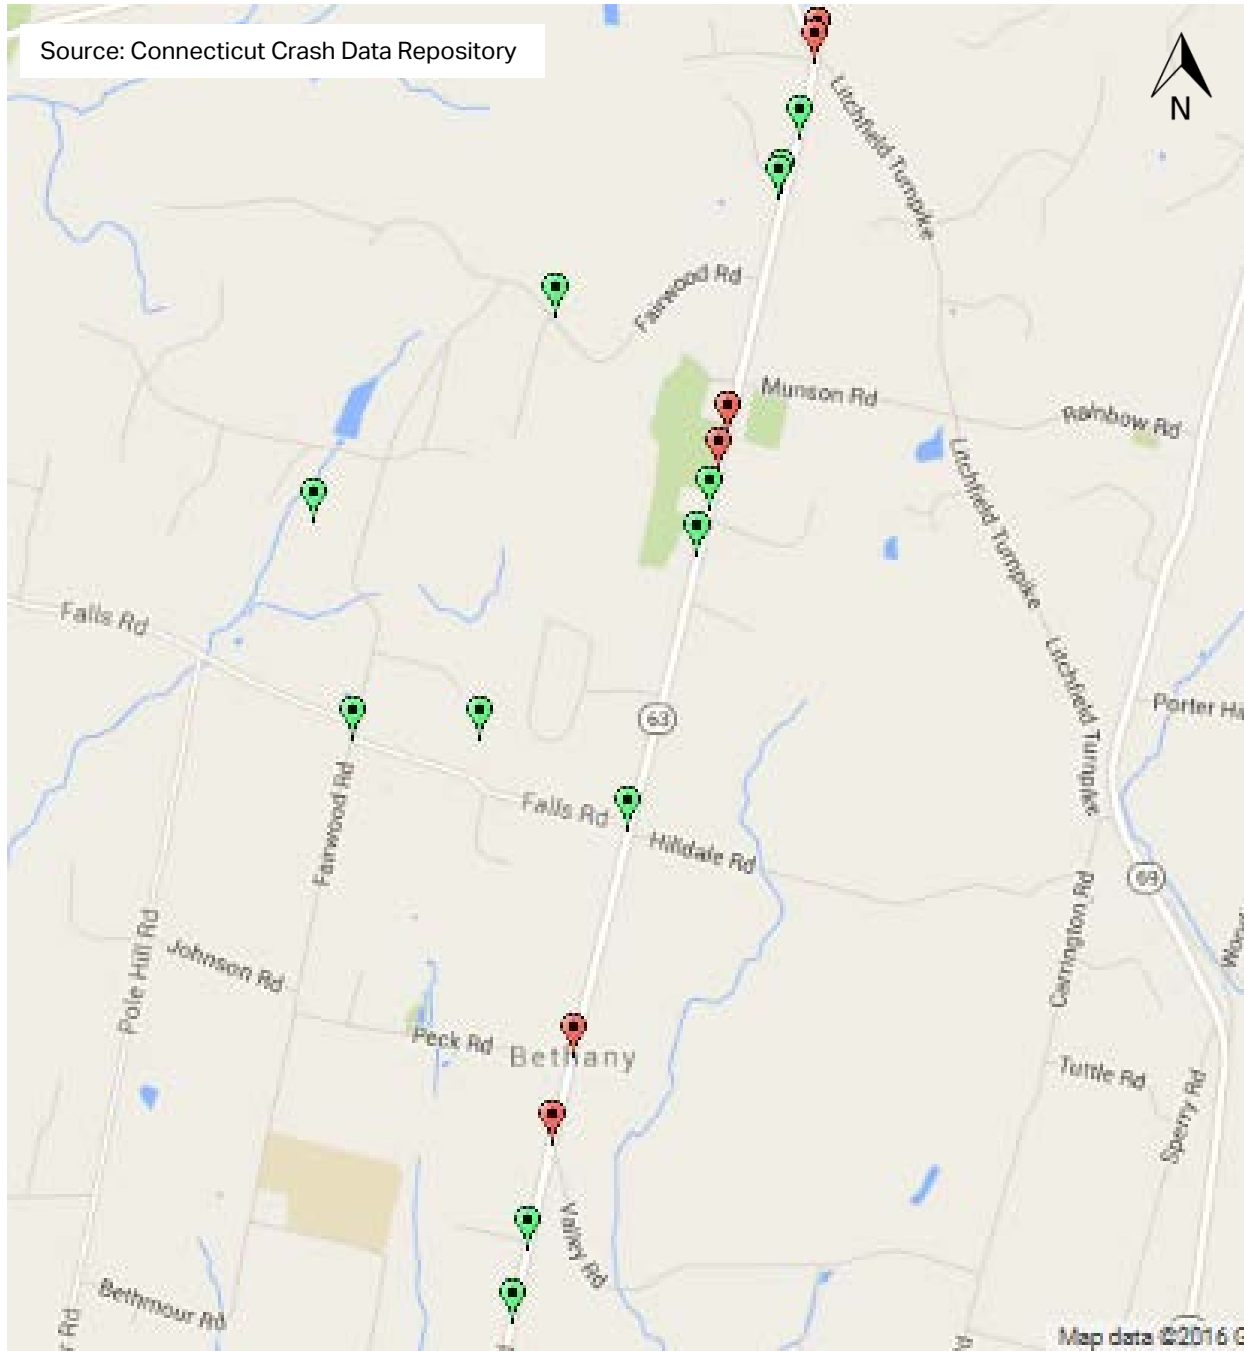 Source: Connecticut Crash Data Repository
N
Litchfield Turnpike
Fairwood Rd
Munson Rd
Rainbow Rd
Litchfield Turnpike
Falls Rd
Litchfield Turnpike
63
Porter Ha
Fairwood Rd
Falls Rd
Hilldale Rd
69
Carrington Rd
Pole Hill Rd
Johnson Rd
Peck Rd
Bethany
Tuttle Rd
Sperry Rd
Valley Rd
Bethmour Rd
r Rd
Map data ©2016 G